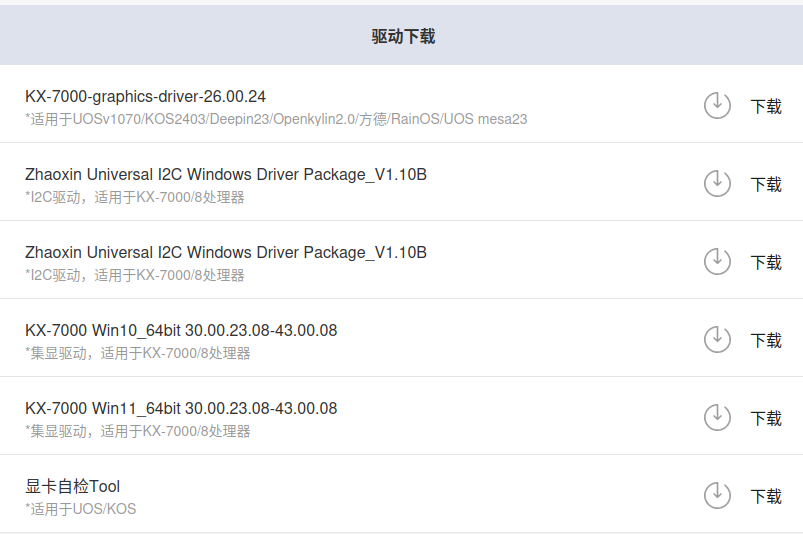 驱动下载
KX-7000-graphics-driver-26.00.24
下载
*适用于UOSv1070/KOS2403/Deepin23/Openkylin2.0/方德/RainOS/UOS mesa23
Zhaoxin Universal I2C Windows Driver Package_V1.10B
下载
*I2C驱动，适用于KX-7000/8处理器
Zhaoxin Universal I2C Windows Driver Package_V1.10B
下载
*I2C驱动，适用于KX-7000/8处理器
KX-7000 Win10_64bit 30.00.23.08-43.00.08
下载
*集显驱动，适用于KX-7000/8处理器
KX-7000 Win11_64bit 30.00.23.08-43.00.08
下载
*集显驱动，适用于KX-7000/8处理器
显卡自检Tool
下载
*适用于UOS/KOS